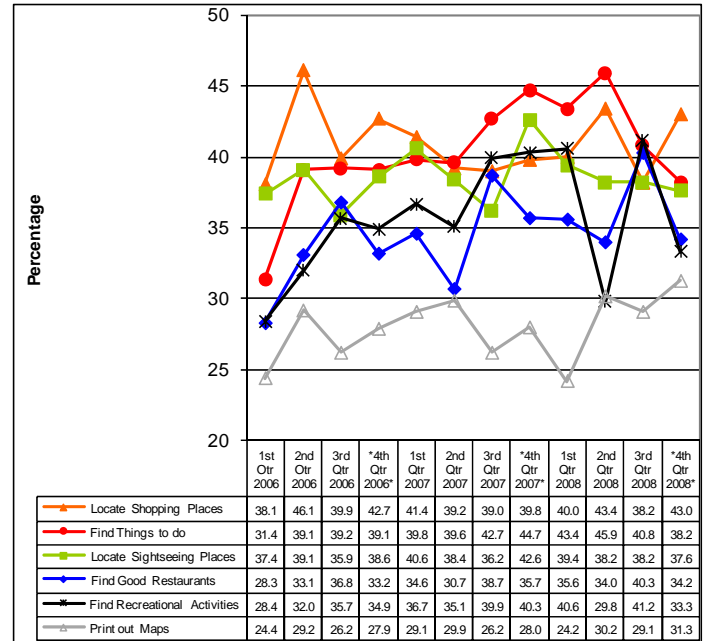 50
45
40
35
30
25
20
Percentage
1st Otr 2006 2nd Otr 2006 3rd Qtr 2006 *4th Qtr 2006* 1st Qtr 2007 2nd Qtr 2007 3rd Qtr 2007 *4th Qtr 2007* 1st Qtr 2008 2nd Qtr 2008 3rd Qtr 2008 *4th Qtr 2008*
Locate Shopping Places 38.1 46.1 39.9 42.7 41.4 39.2 39.0 39.8 40.0 43.4 38.2 43.0
Find Things to do 31.4 39.1 39.2 39.1 39.8 39.6 42.7 44.7 43.4 45.9 40.8 38.2
Locate Sightseeing Places 37.4 39.1 35.9 38.6 40.6 38.4 36.2 42.6 39.4 38.2 38.2 37.6
Find Good Restaurants 28.3 33.1 36.8 33.2 34.6 30.7 38.7 35.7 35.6 34.0 40.3 34.2
Find Recreational Activities 28.4 32.0 35.7 34.9 36.7 35.1 39.9 40.3 40.6 29.8 41.2 33.3
Print out Maps 24.4 29.2 26.2 27.9 29.1 29.9 26.2 28.0 24.2 30.2 29.1 31.3